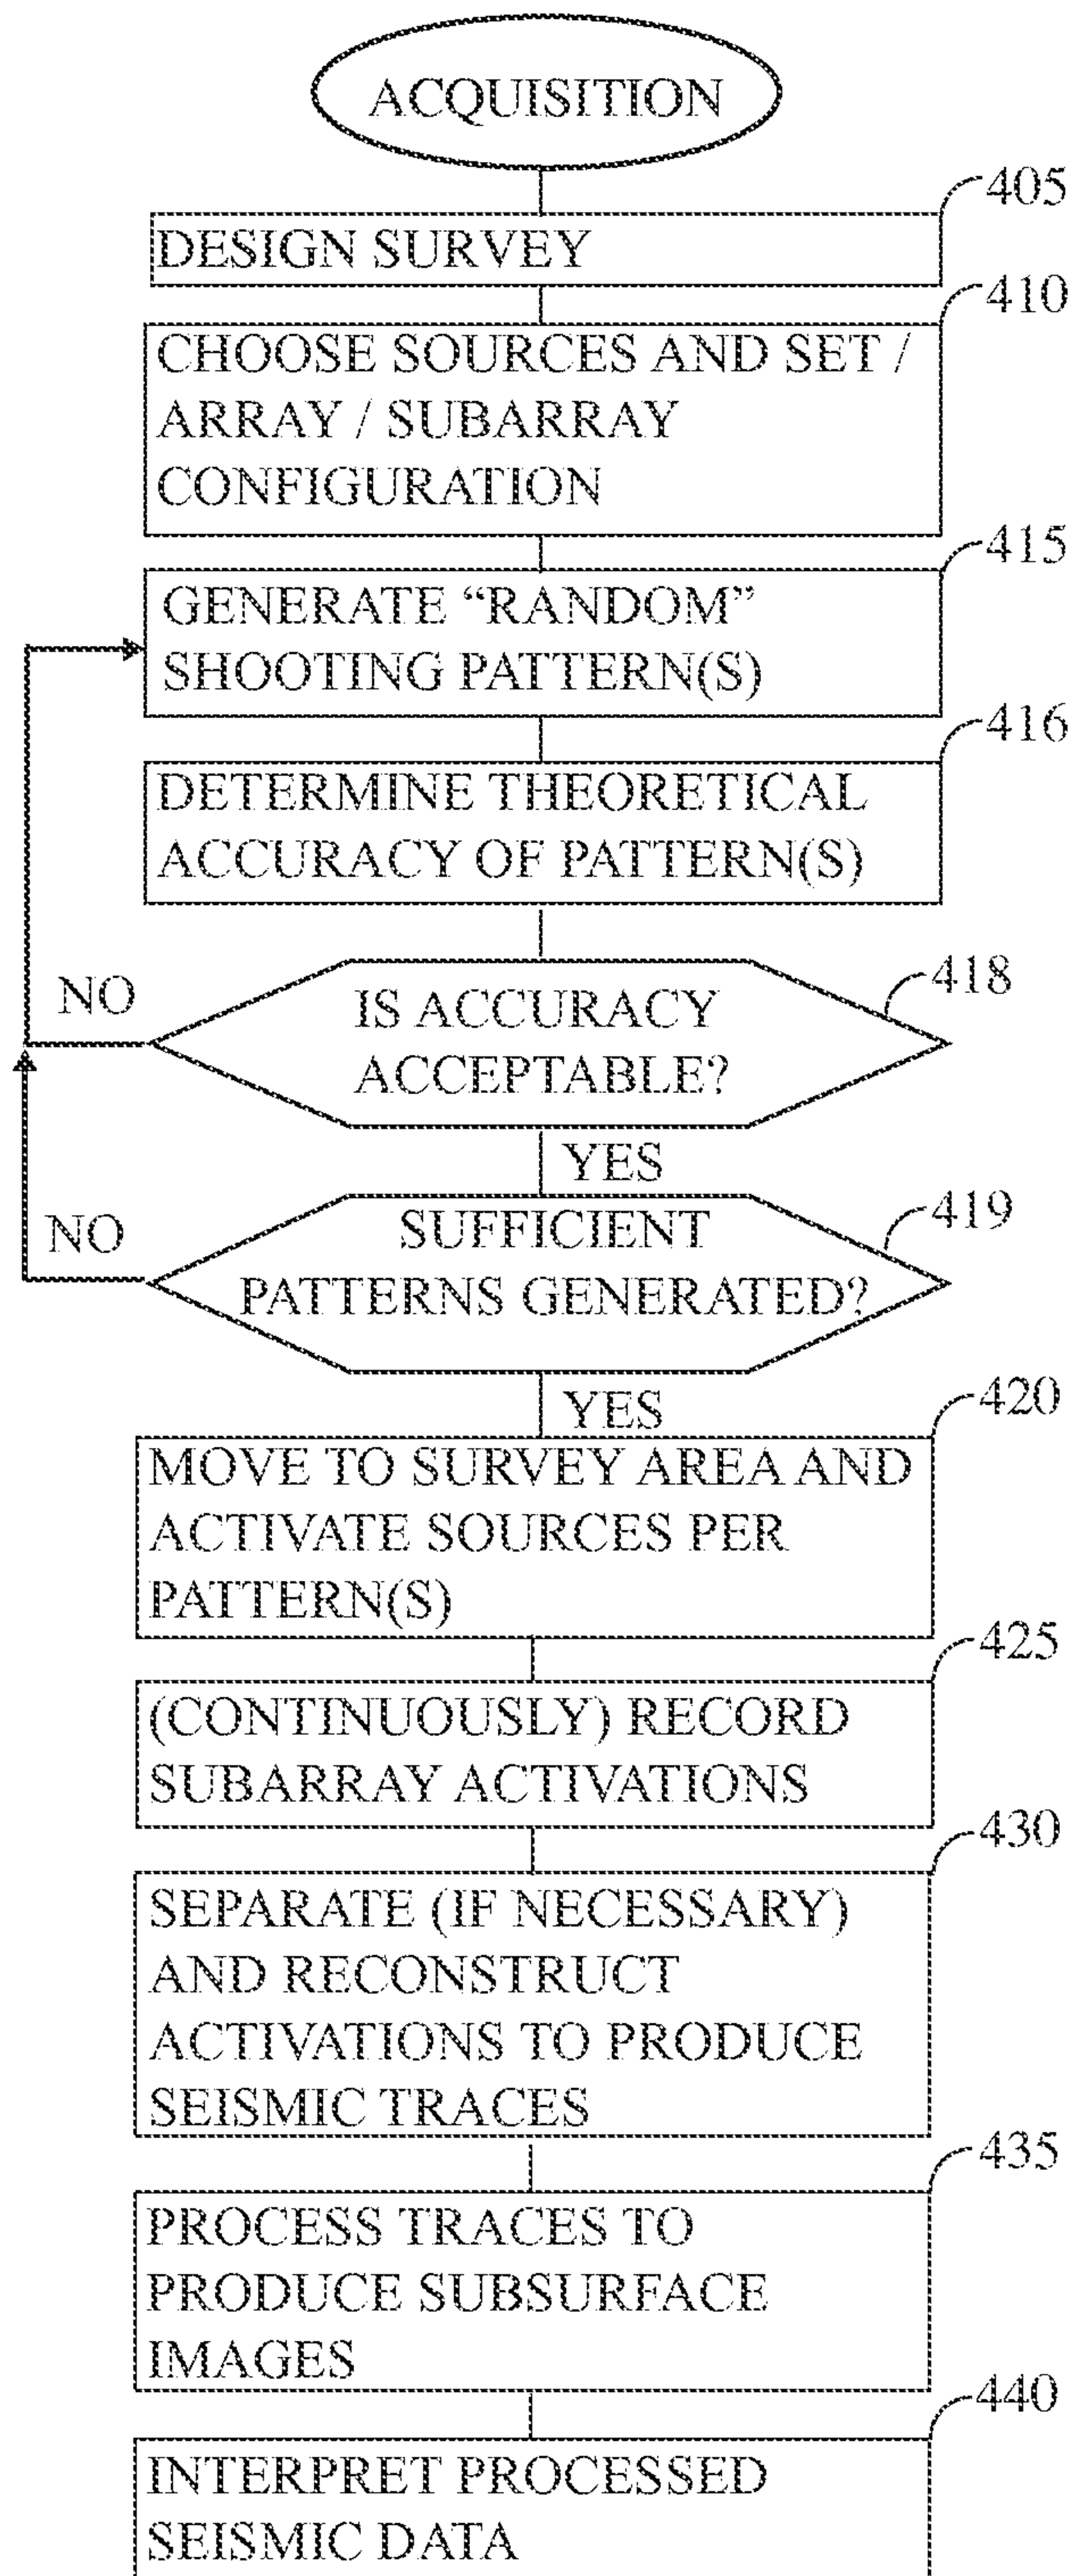 ACQUISITION
405
DESIGN SURVEY
410
CHOOSE SOURCES AND SET /
ARRAY / SUBARRAY
CONFIGURATION
415
GENERATE “RANDOM”
SHOOTING PATTERN(S)
416
DETERMINE THEORETICAL
ACCURACY OF PATTERN(S)
418
NO
IS ACCURACY
ACCEPTABLE?
YES
419
NO
SUFFICIENT
PATTERNS GENERATED?
YES
420
MOVE TO SURVEY AREA AND
ACTIVATE SOURCES PER
PATTERN(S)
425
(CONTINUOUSLY) RECORD
SUBARRAY ACTIVATIONS
430
SEPARATE (IF NECESSARY)
AND RECONSTRUCT
ACTIVATIONS TO PRODUCE
SEISMIC TRACES
435
PROCESS TRACES TO
PRODUCE SUBSURFACE
IMAGES
440
INTERPRET PROCESSED
SEISMIC DATA